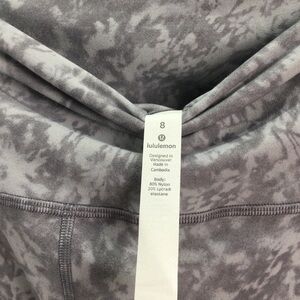 8
lululemon
Designed in
Vancouver
Made in
Cambodia
Body:
80% Nylon
20% Lycra®
elastane